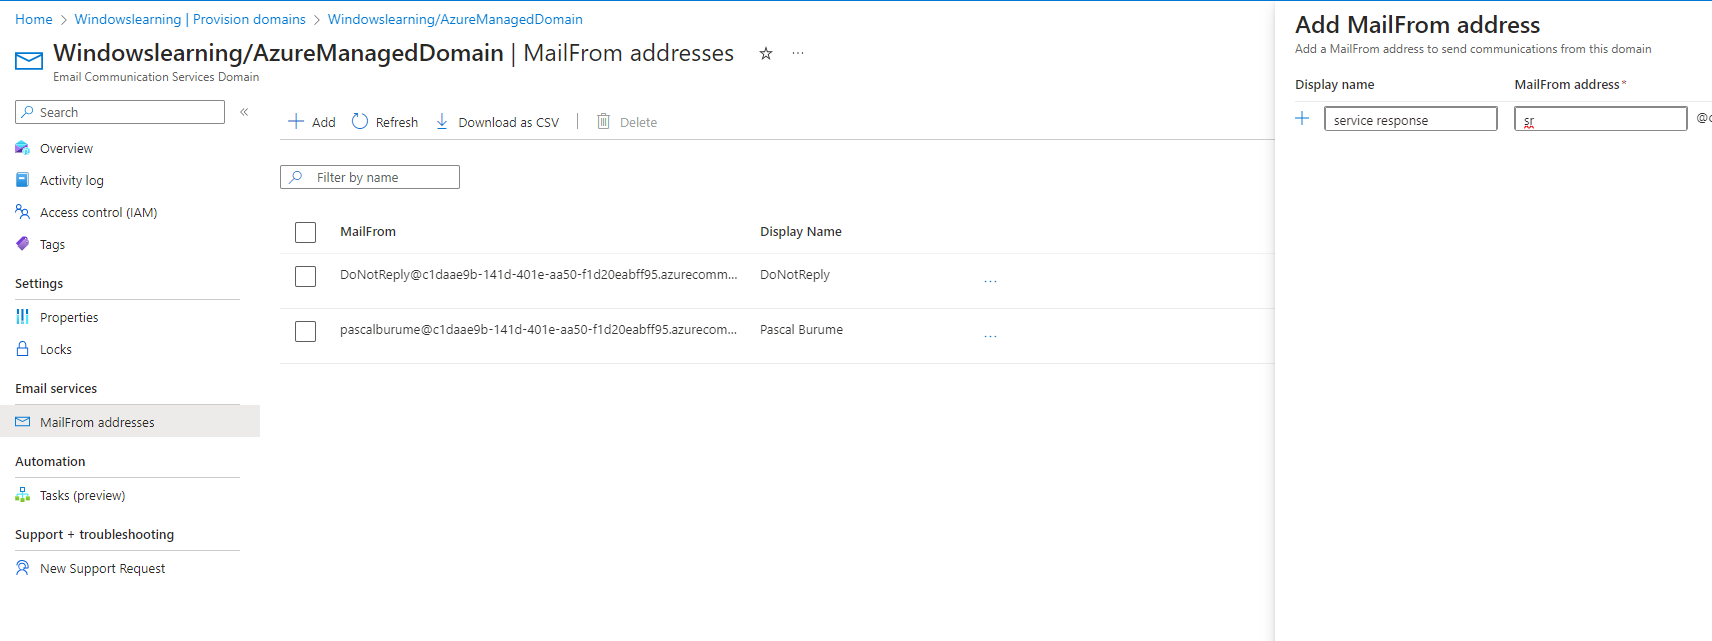 Home > Windowslearning | Provision domains > Windowslearning/AzureManagedDomain
Windowslearning/AzureManagedDomain | MailFrom addresses
Email Communication Services Domain
Search
Overview
Activity log
Access control (IAM)
Tags
Settings
Properties
Locks
Email services
MailFrom addresses
Automation
Tasks (preview)
Support + troubleshooting
New Support Request
Add Refresh Download as CSV | Delete
Filter by name
MailFrom Display Name
DoNotReply@c1daae9b-141d-401e-aa50-f1d20eabff95.azurecomm... DoNotReply ...
pascalburume@c1daae9b-141d-401e-aa50-f1d20eabff95.azurecom... Pascal Burume ...
Add MailFrom address
Add a MailFrom address to send communications from this domain
Display name MailFrom address *
service response sr @c